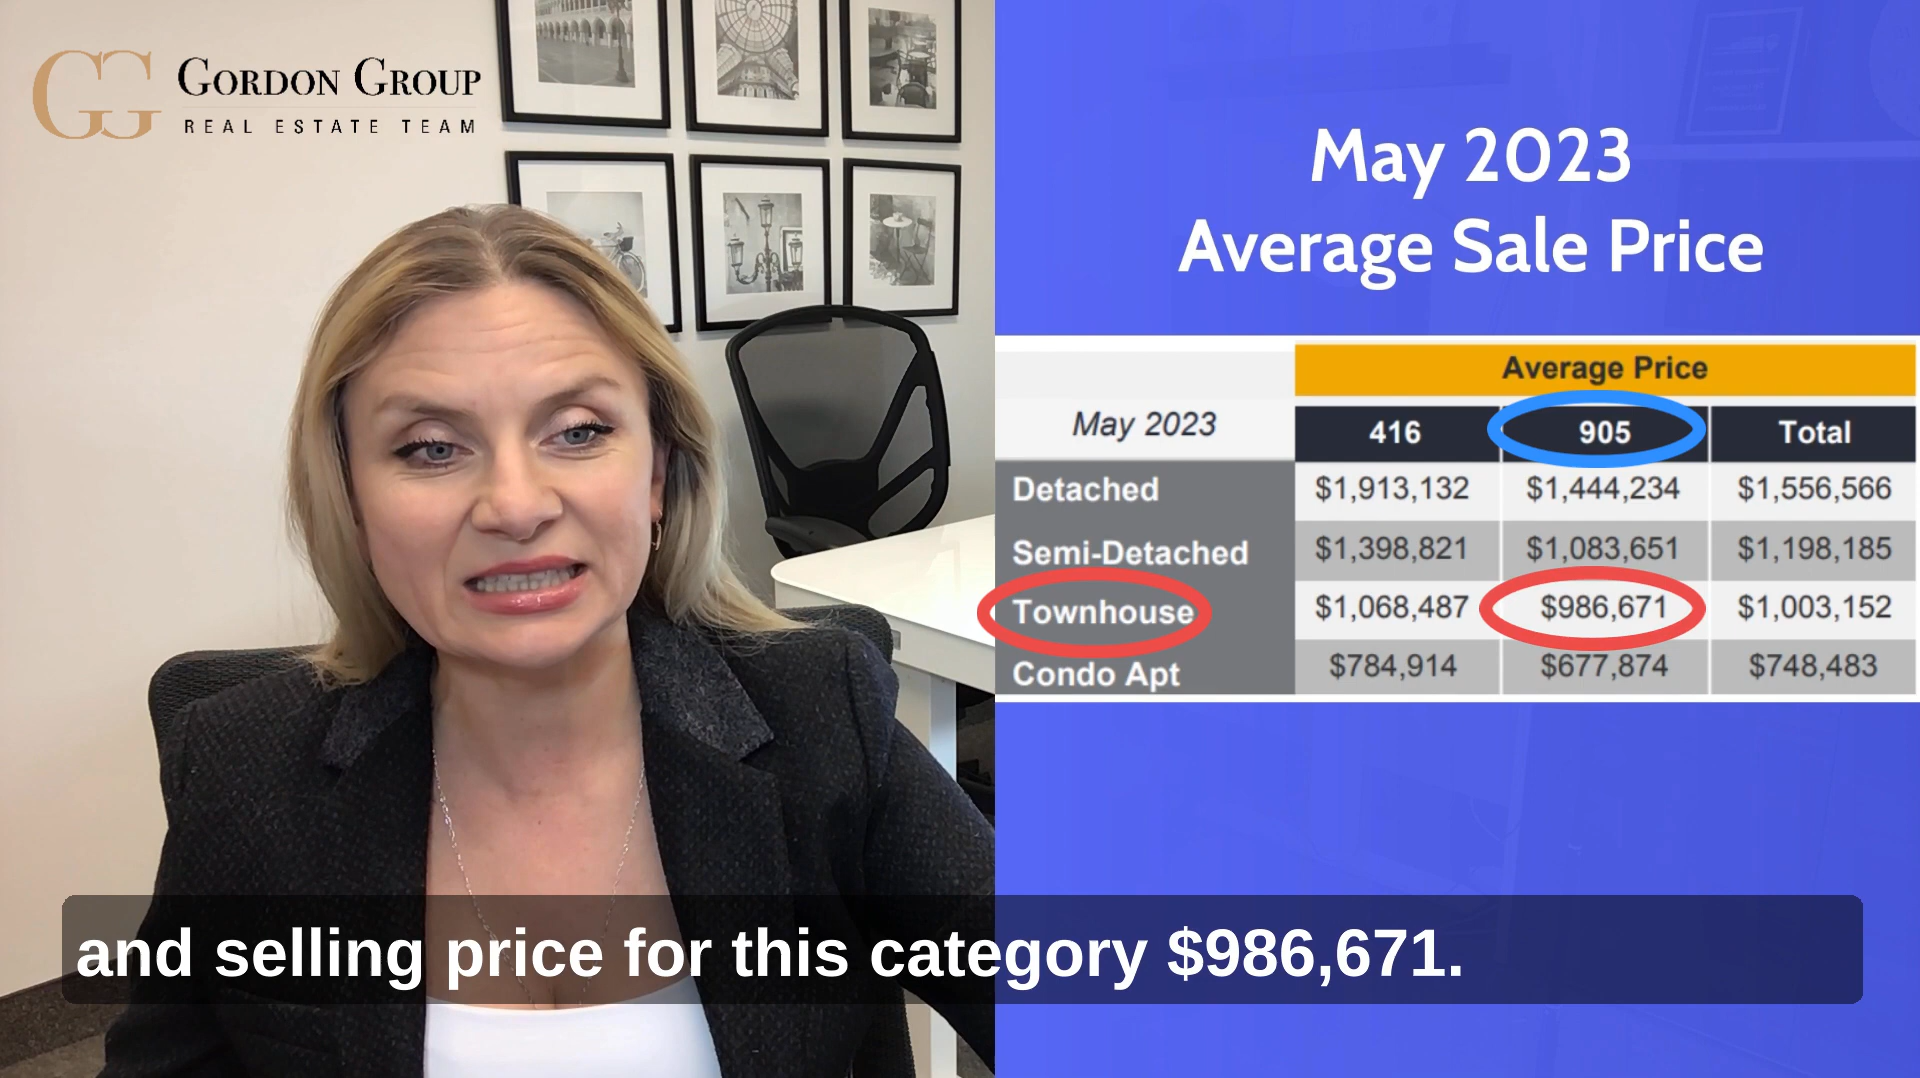 GG GORDON GROUP
REAL ESTATE TEAM
May 2023
Average Sale Price
Average Price
May 2023 416 905 Total
Detached $1,913,132 $1,444,234 $1,556,566
Semi-Detached $1,398,821 $1,083,651 $1,198,185
Townhouse $1,068,487 $986,671 $1,003,152
Condo Apt $784,914 $677,874 $748,483
and selling price for this category $986,671.